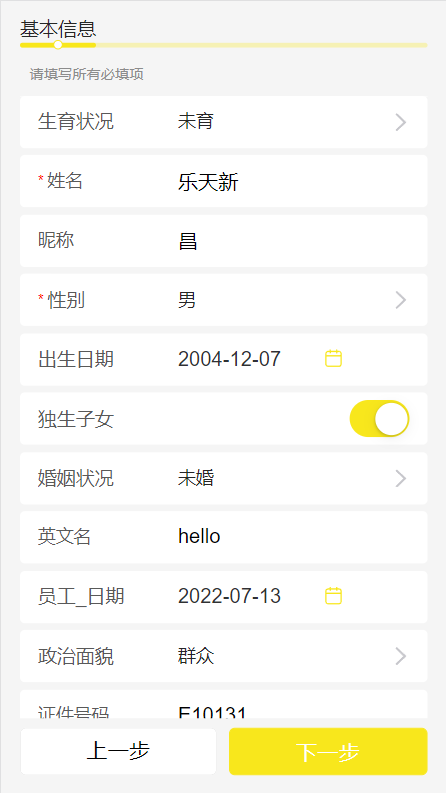 基本信息
请填写所有必填项
生育状况 未育
*姓名 乐天新
昵称 昌
*性别 男
出生日期 2004-12-07
独生子女
婚姻状况 未婚
英文名 hello
员工_日期 2022-07-13
政治面貌 群众
证件号码 E10131
上一步 下一步